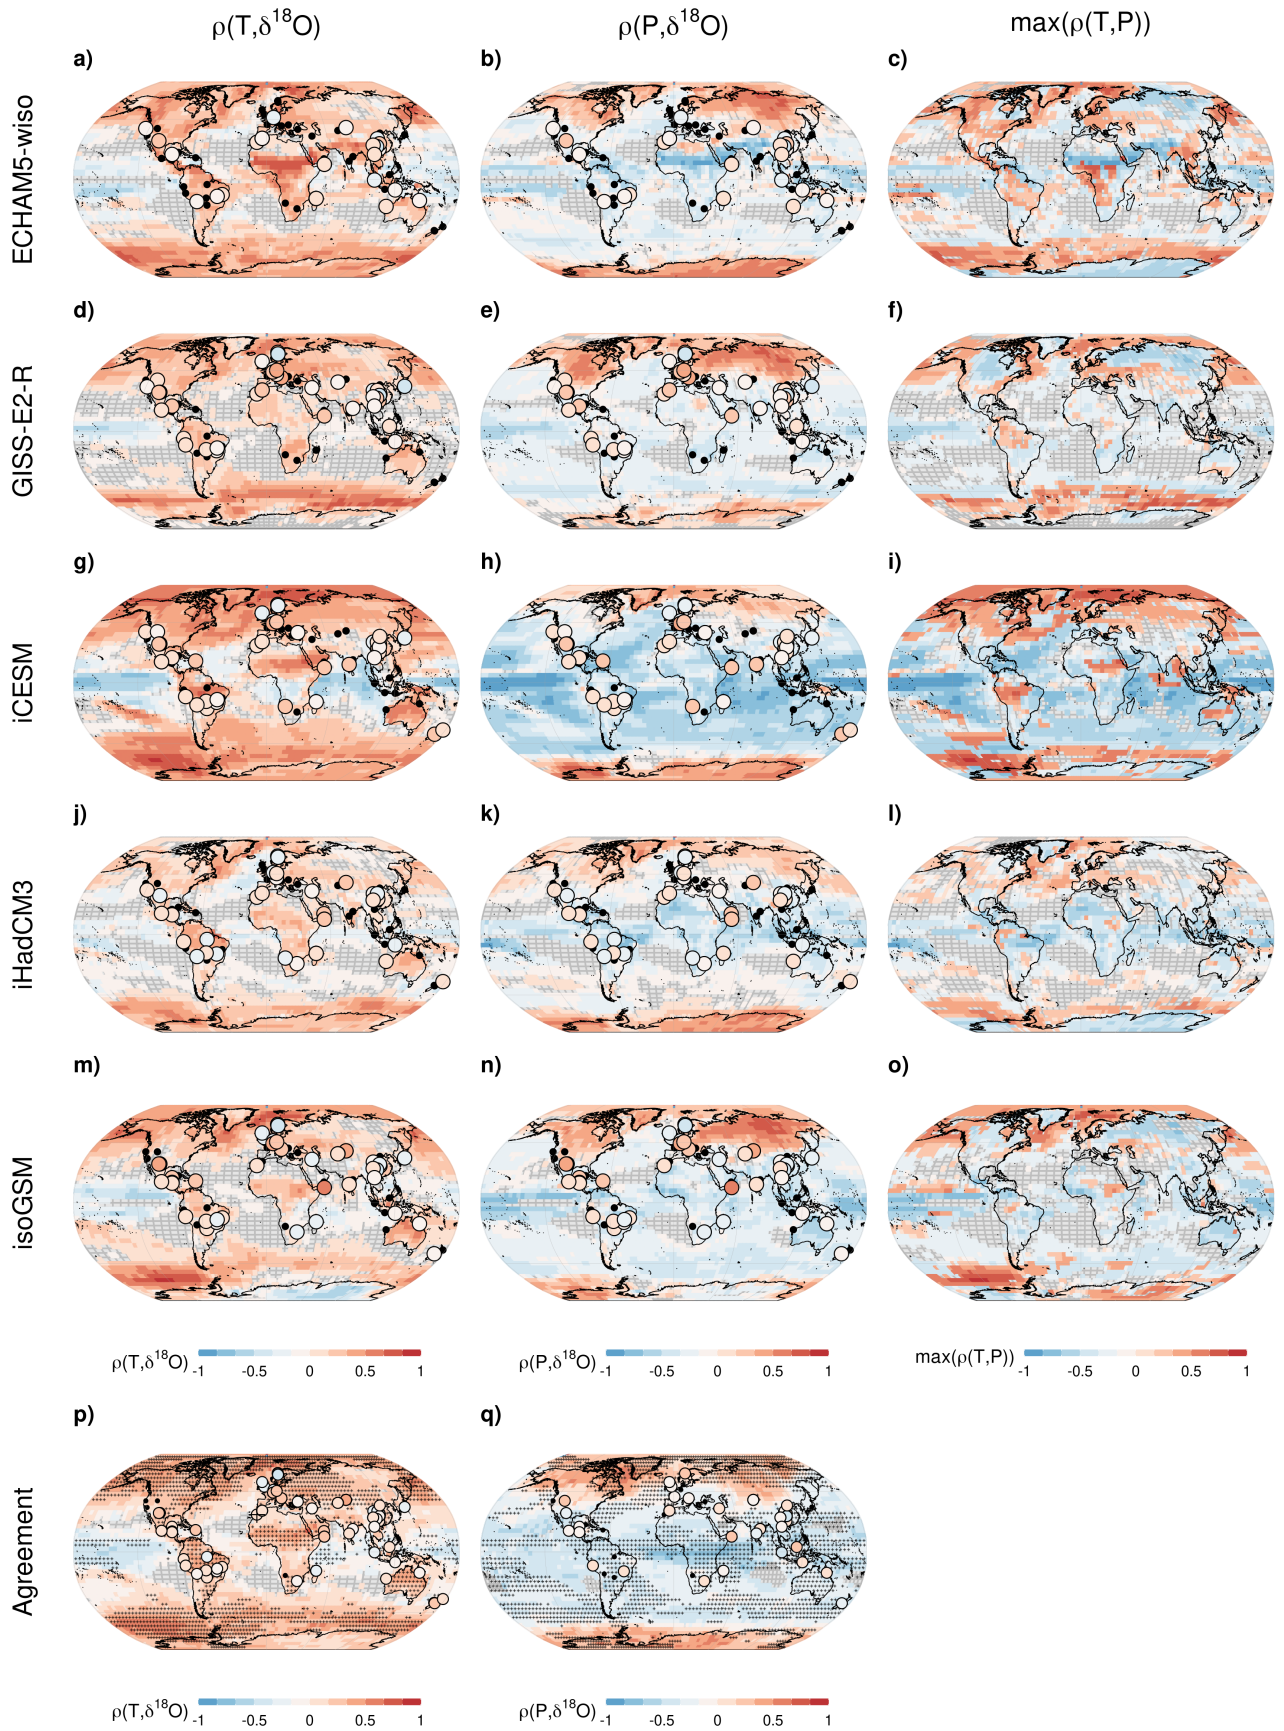 ρ(T,δ¹⁸O) ρ(P,δ¹⁸O) max(ρ(T,P))
a) b) c)
ECHAM5-wiso
d) e) f)
GISS-E2-R
g) h) i)
iCESM
j) k) l)
iHadCM3
m) n) o)
isoGSM
ρ(T,δ¹⁸O) -1 -0.5 0 0.5 1 ρ(P,δ¹⁸O) -1 -0.5 0 0.5 1 max(ρ(T,P)) -1 -0.5 0 0.5 1
p) q)
Agreement
ρ(T,δ¹⁸O) -1 -0.5 0 0.5 1 ρ(P,δ¹⁸O) -1 -0.5 0 0.5 1